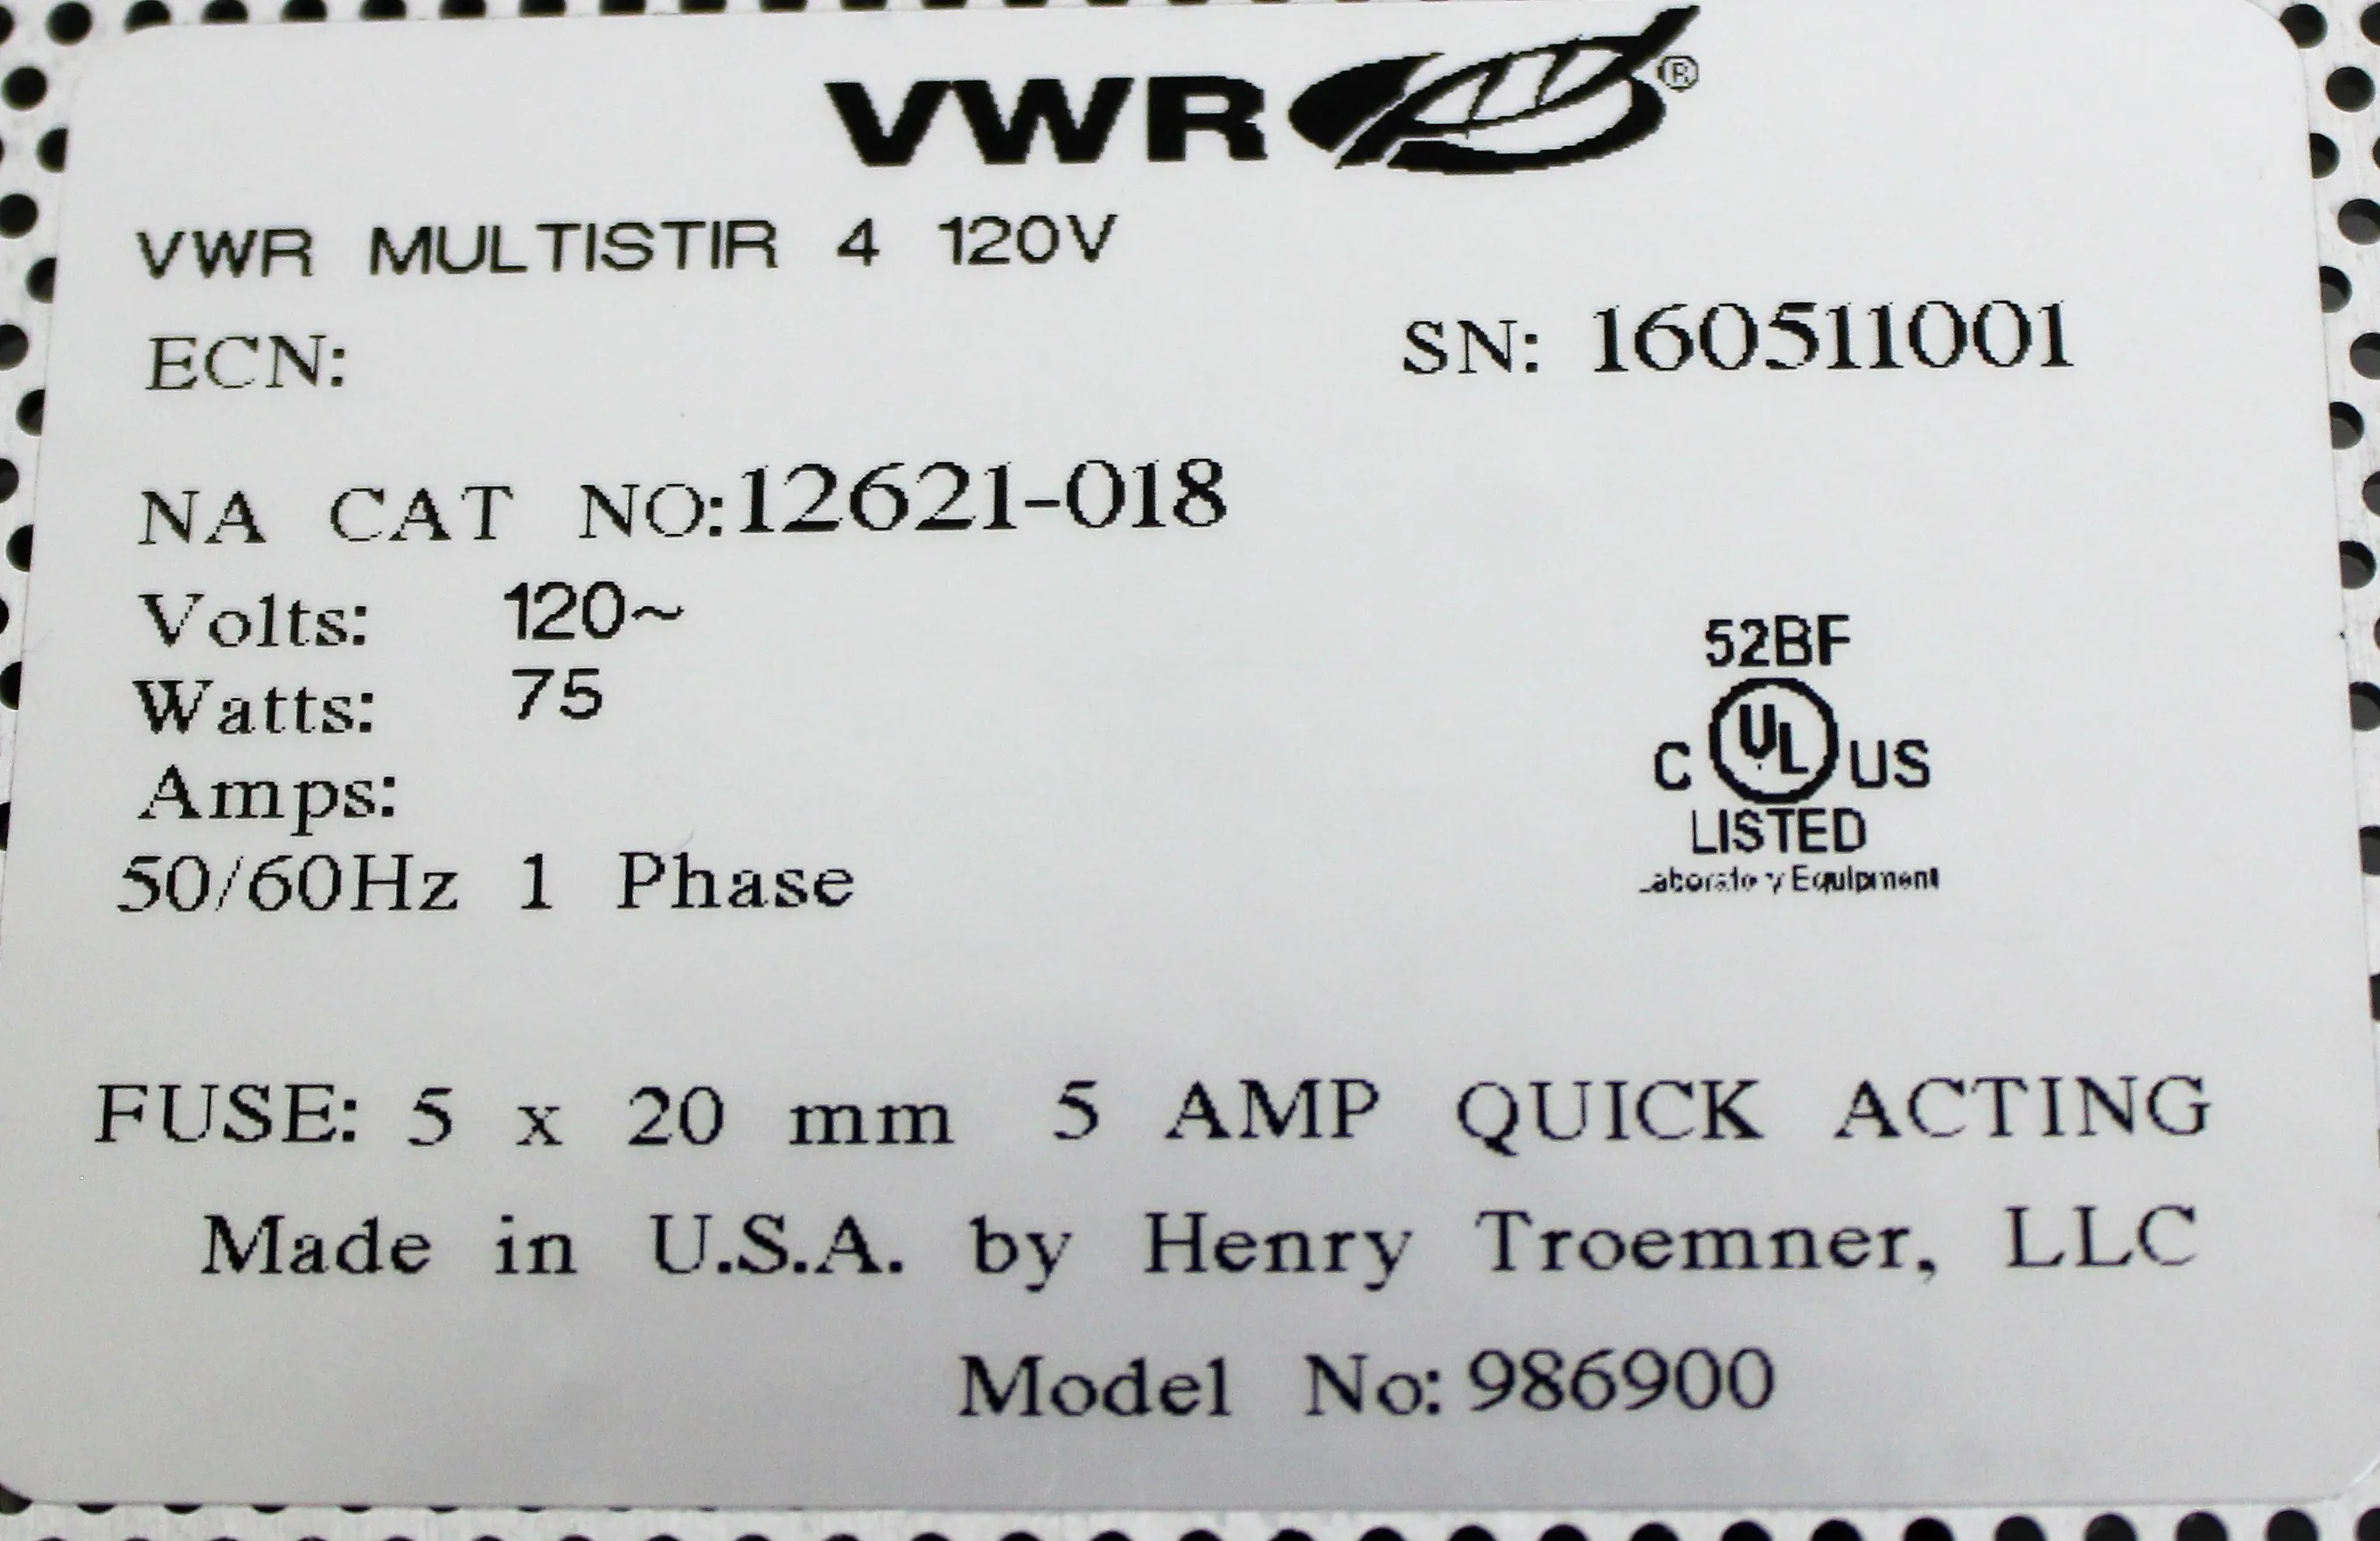 VWR®
VWR MULTISTIR 4 120V
ECN:
SN: 160511001
NA CAT NO:12621-018
Volts: 120~
Watts: 75
Amps:
50/60Hz 1 Phase
52BF
C UL US
LISTED
Laboratory Equipment
FUSE: 5 x 20 mm 5 AMP QUICK ACTING
Made in U.S.A. by Henry Troemner, LLC
Model No: 986900